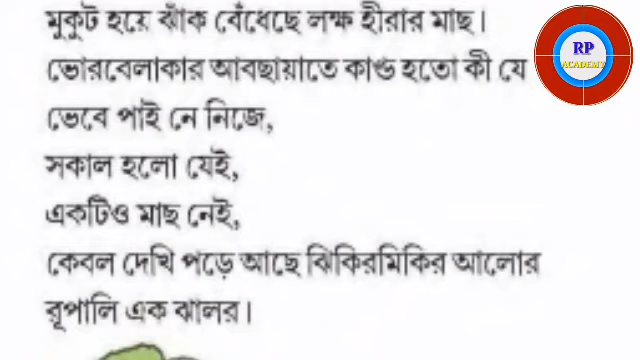 মুকুট হয়ে ঝাঁক বেঁধেছে লক্ষ হীরার মাছ।
ভোরবেলাকার আবছায়াতে কাণ্ড হতো কী যে
ভেবে পাই নে নিজে,
সকাল হলো যেই,
একটিও মাছ নেই,
কেবল দেখি পড়ে আছে ঝিকিরমিকির আলোর
রূপালি এক ঝালর।
RP
ACADEMY